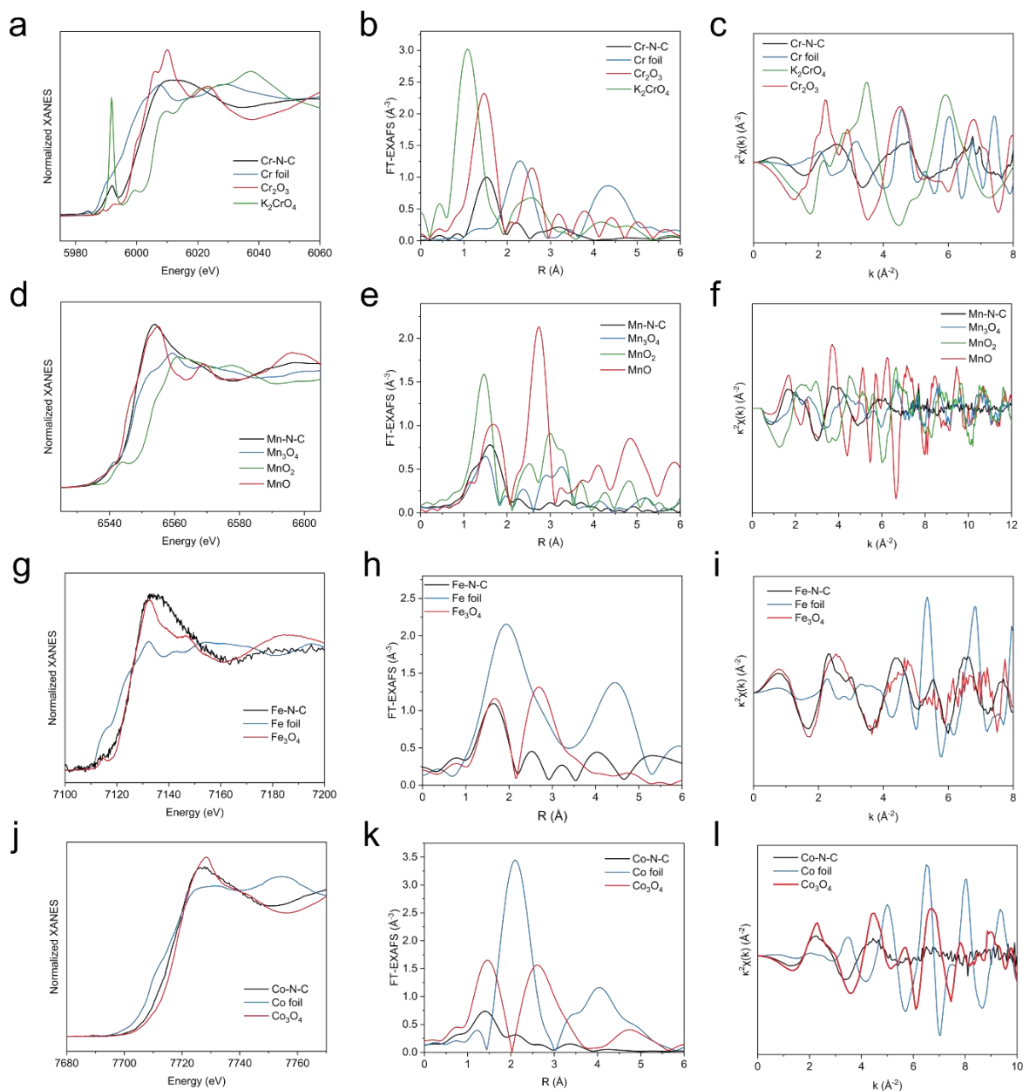 a
Normalized XANES
Cr-N-C
Cr foil
Cr₂O₃
K₂CrO₄
5980 6000 6020 6040 6060
Energy (eV)
b
FT-EXAFS (Å⁻³)
3.0
2.5
2.0
1.5
1.0
0.5
0.0
Cr-N-C
Cr foil
Cr₂O₃
K₂CrO₄
0 1 2 3 4 5 6
R (Å)
c
κ²χ(k) (Å⁻²)
Cr-N-C
Cr foil
K₂CrO₄
Cr₂O₃
0 2 4 6 8
k (Å⁻²)
d
Normalized XANES
Mn-N-C
Mn₃O₄
MnO₂
MnO
6540 6560 6580 6600
Energy (eV)
e
FT-EXAFS (Å⁻³)
2.0
1.5
1.0
0.5
0.0
Mn-N-C
Mn₃O₄
MnO₂
MnO
0 1 2 3 4 5 6
R (Å)
f
κ²χ(k) (Å⁻²)
Mn-N-C
Mn₃O₄
MnO₂
MnO
0 2 4 6 8 10 12
k (Å⁻²)
g
Normalized XANES
Fe-N-C
Fe foil
Fe₃O₄
7100 7120 7140 7160 7180 7200
Energy (eV)
h
FT-EXAFS (Å⁻³)
2.5
2.0
1.5
1.0
0.5
0.0
Fe-N-C
Fe foil
Fe₃O₄
0 1 2 3 4 5 6
R (Å)
i
κ²χ(k) (Å⁻²)
Fe-N-C
Fe foil
Fe₃O₄
0 2 4 6 8
k (Å⁻²)
j
Normalized XANES
Co-N-C
Co foil
Co₃O₄
7680 7700 7720 7740 7760
Energy (eV)
k
FT-EXAFS (Å⁻³)
3.5
3.0
2.5
2.0
1.5
1.0
0.5
0.0
Co-N-C
Co foil
Co₃O₄
0 1 2 3 4 5 6
R (Å)
l
κ²χ(k) (Å⁻²)
Co-N-C
Co foil
Co₃O₄
0 2 4 6 8 10
k (Å⁻²)